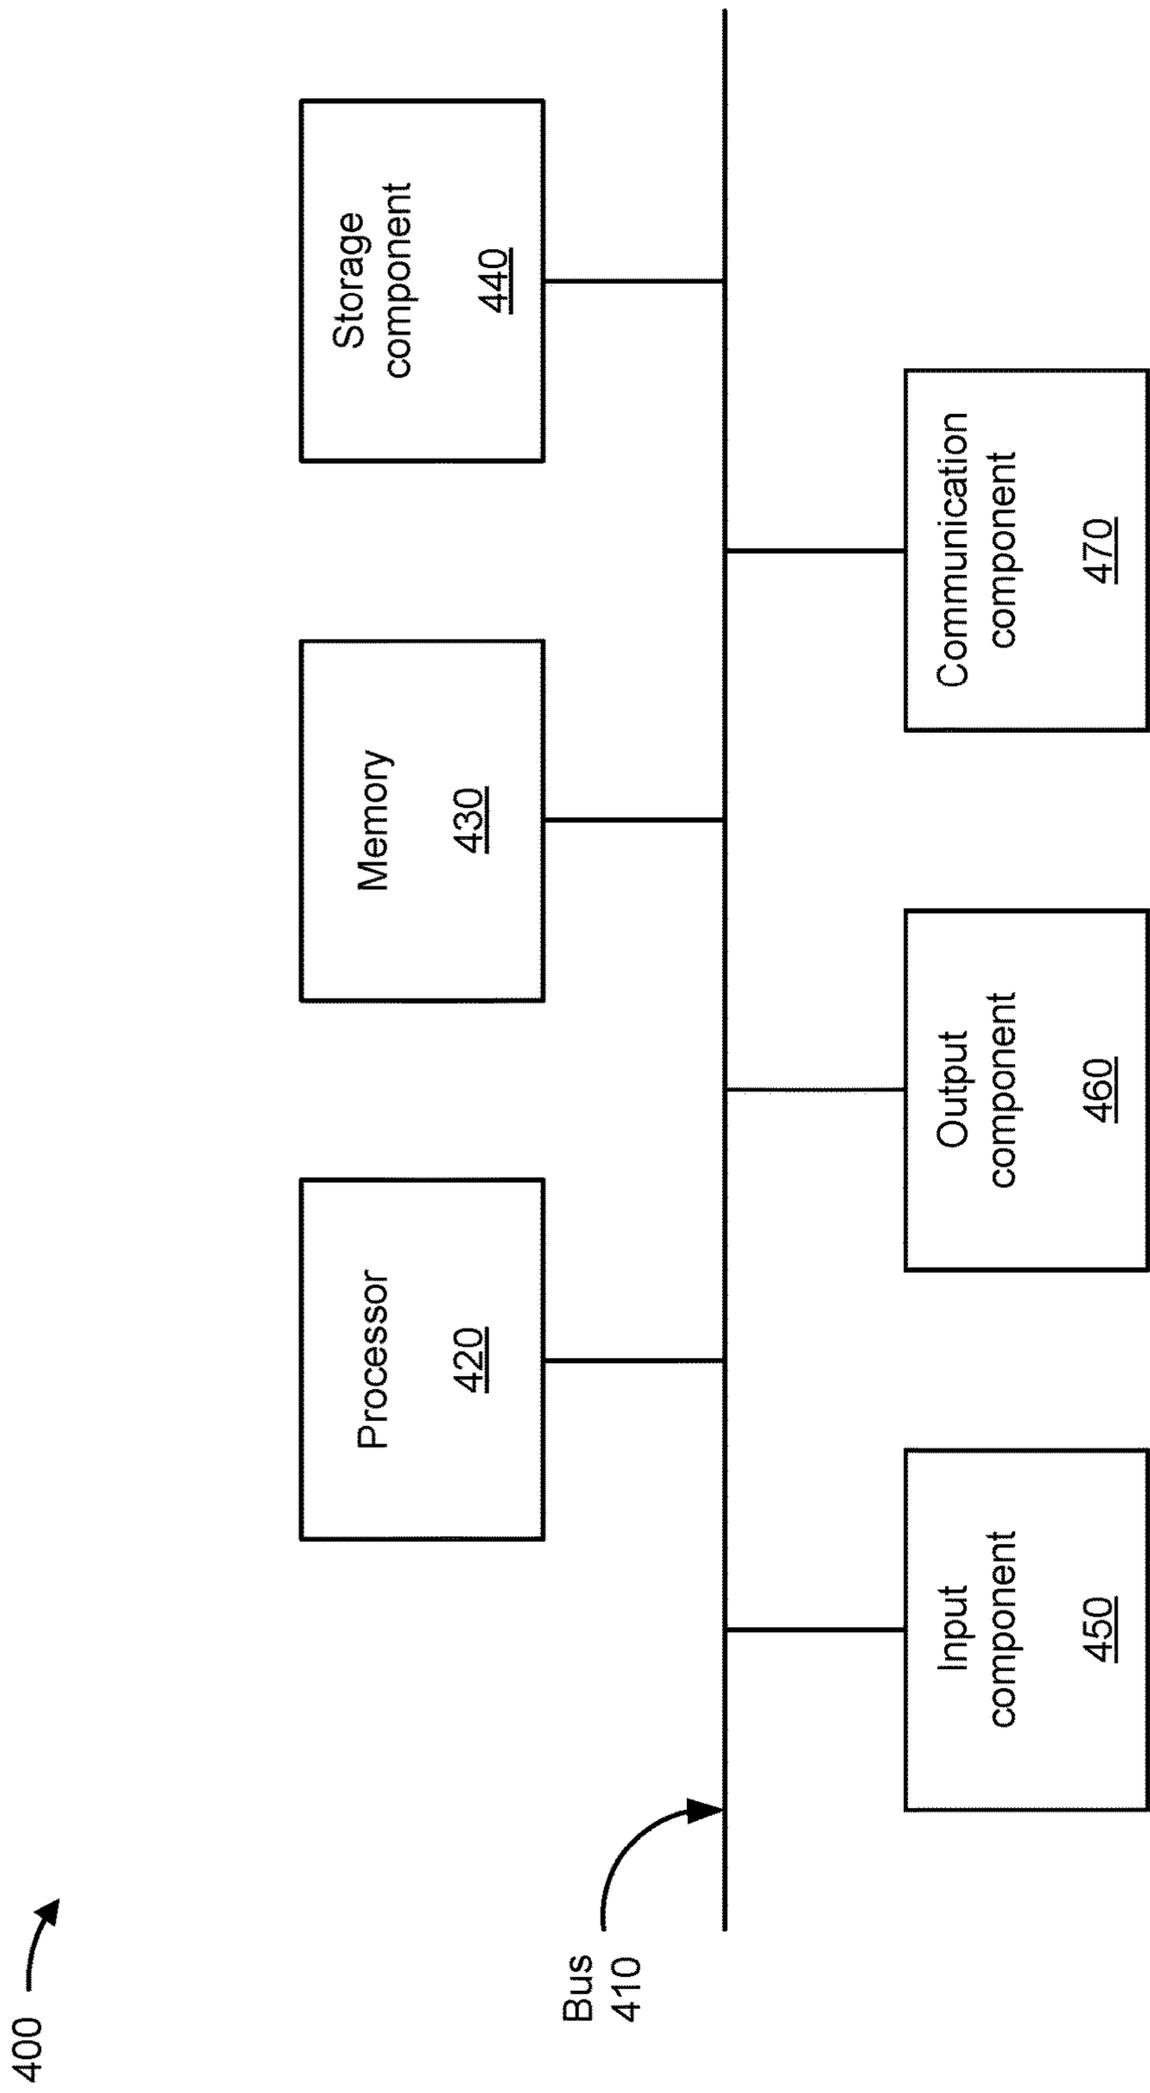 400
Processor
420
Memory
430
Storage
component
440
Bus
410
Input
component
450
Output
component
460
Communication
component
470